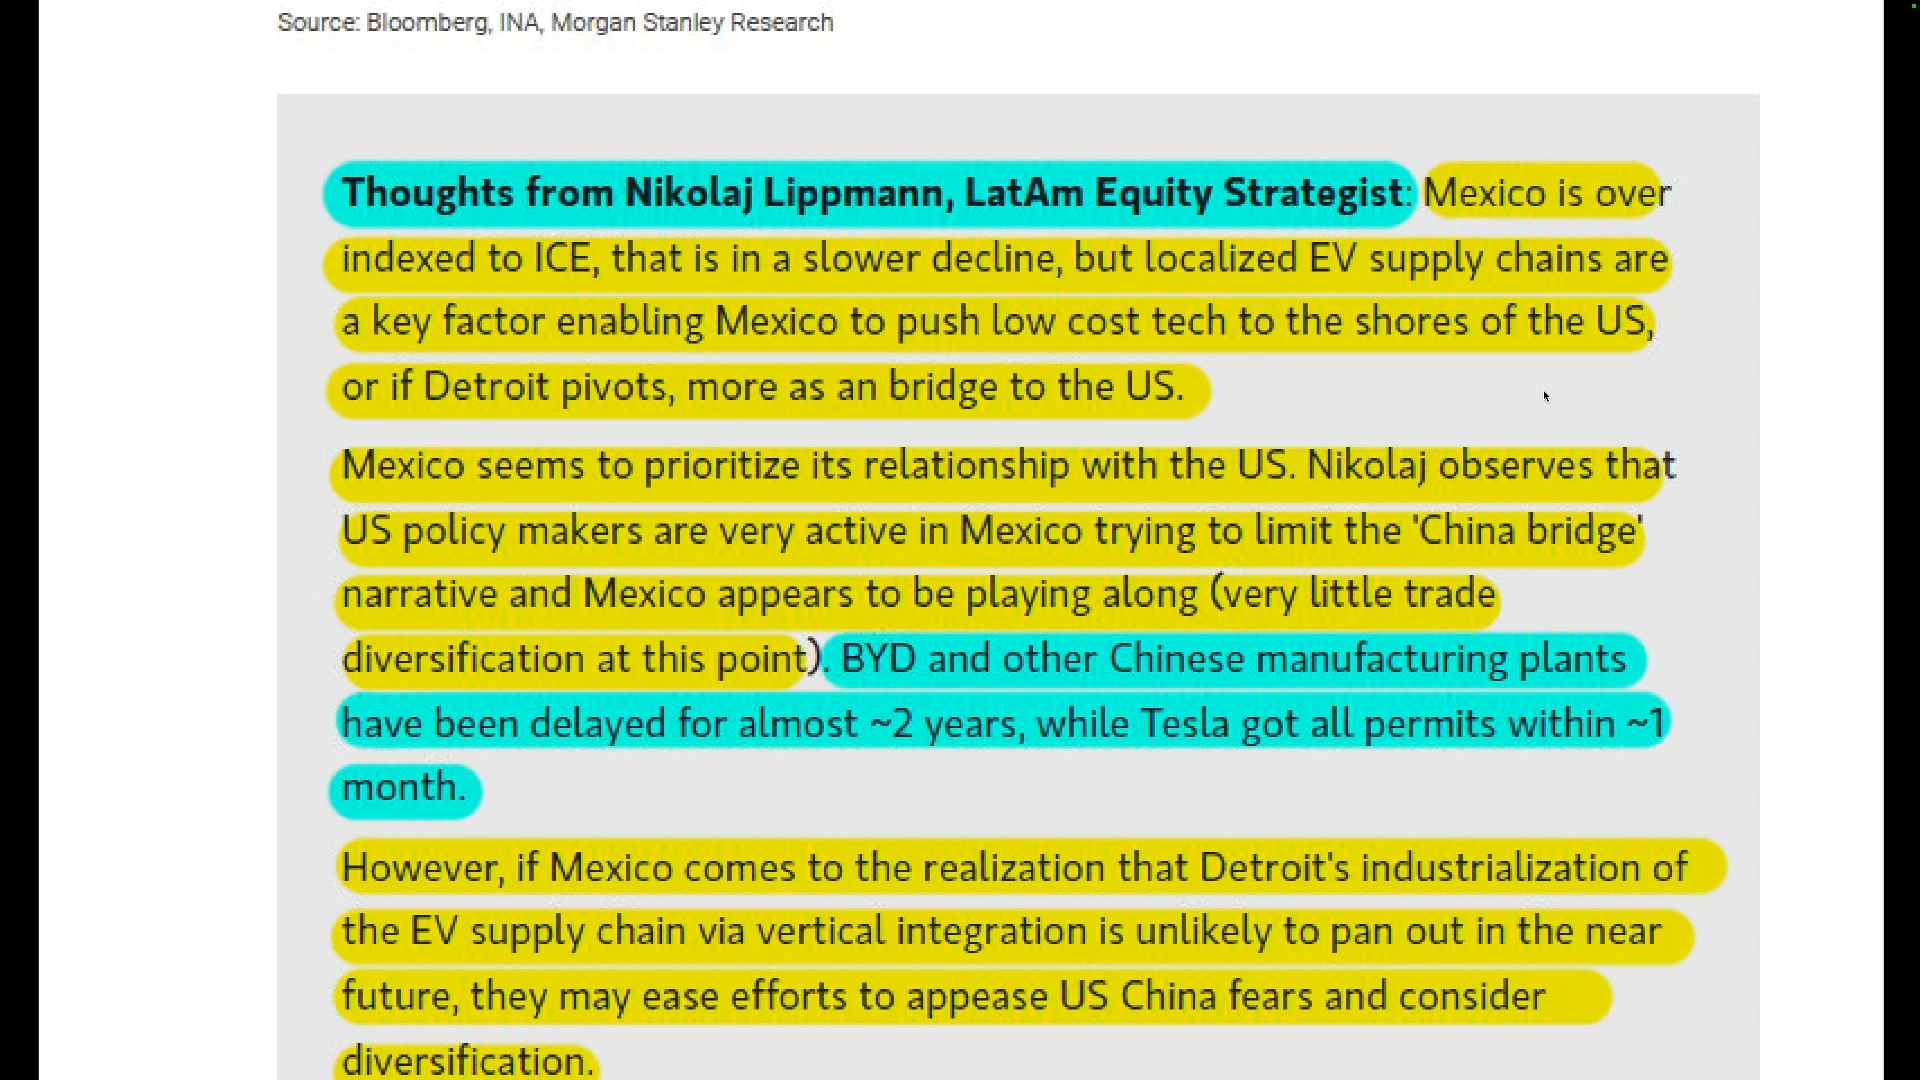 Source: Bloomberg, INA, Morgan Stanley Research
Thoughts from Nikolaj Lippmann, LatAm Equity Strategist: Mexico is over
indexed to ICE, that is in a slower decline, but localized EV supply chains are
a key factor enabling Mexico to push low cost tech to the shores of the US,
or if Detroit pivots, more as an bridge to the US.
Mexico seems to prioritize its relationship with the US. Nikolaj observes that
US policy makers are very active in Mexico trying to limit the 'China bridge'
narrative and Mexico appears to be playing along (very little trade
diversification at this point). BYD and other Chinese manufacturing plants
have been delayed for almost ~2 years, while Tesla got all permits within ~1
month.
However, if Mexico comes to the realization that Detroit's industrialization of
the EV supply chain via vertical integration is unlikely to pan out in the near
future, they may ease efforts to appease US China fears and consider
diversification.